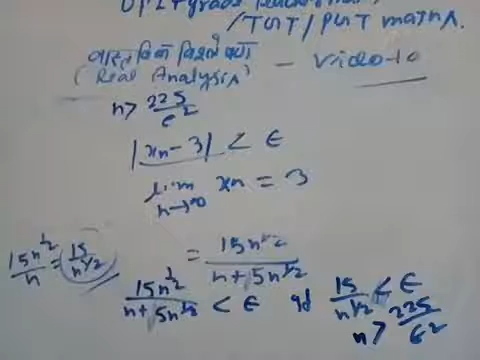 /TGT/PGT maths.
वास्तविक विश्लेषण
(Real Analysis) - Video-10
n > 225/ε²
|xn - 3| < ε
lim n→∞ xn = 3
= 15n^1/2 / (n + 5n^1/2)
15n^1/2 / n = 15 / n^1/2
15n^1/2 / (n + 5n^1/2) < ε यदि 15 / n^1/2 < ε
n > 225/ε²